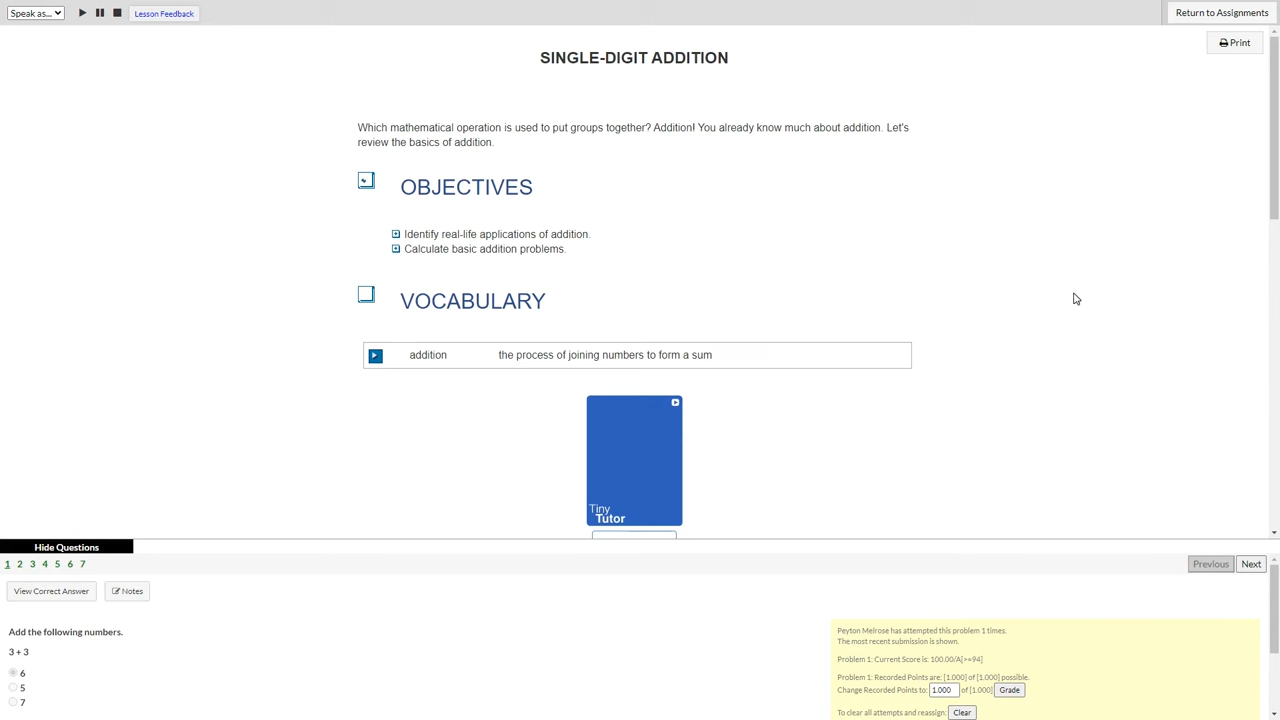 Speak as...
Lesson Feedback
Return to Assignments
Print
SINGLE-DIGIT ADDITION
Which mathematical operation is used to put groups together? Addition! You already know much about addition. Let's
review the basics of addition.
OBJECTIVES
Identify real-life applications of addition.
Calculate basic addition problems.
VOCABULARY
addition the process of joining numbers to form a sum
Tiny
Tutor
Hide Questions
1 2 3 4 5 6 7
Previous Next
View Correct Answer Notes
Add the following numbers.
3 + 3
6
5
7
Peyton Melrose has attempted this problem 1 times.
The most recent submission is shown.
Problem 1: Current Score is: 100.00/A[>=94]
Problem 1: Recorded Points are: [1.000] of [1.000] possible.
Change Recorded Points to: 1.000 of [1.000] Grade
To clear all attempts and reassign: Clear